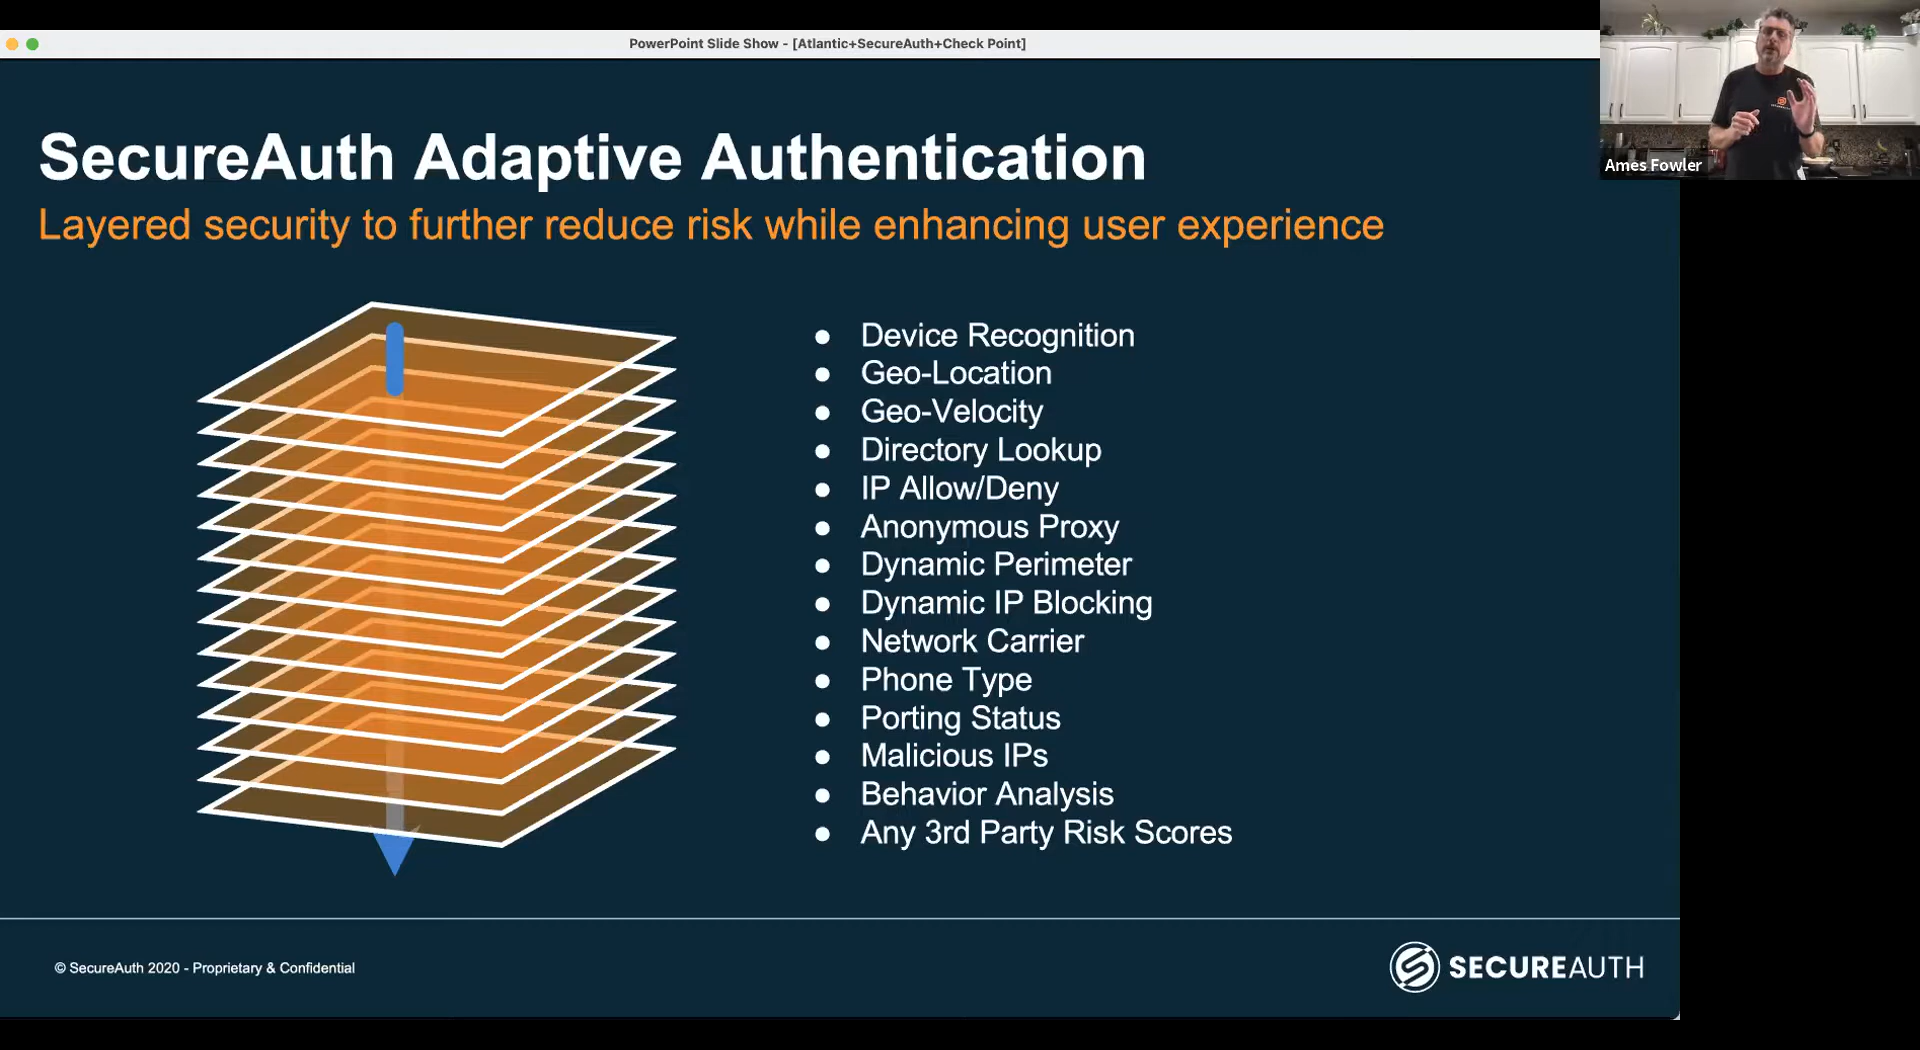 PowerPoint Slide Show - [Atlantic+SecureAuth+Check Point]
Ames Fowler
SecureAuth Adaptive Authentication
Layered security to further reduce risk while enhancing user experience
● Device Recognition
● Geo-Location
● Geo-Velocity
● Directory Lookup
● IP Allow/Deny
● Anonymous Proxy
● Dynamic Perimeter
● Dynamic IP Blocking
● Network Carrier
● Phone Type
● Porting Status
● Malicious IPs
● Behavior Analysis
● Any 3rd Party Risk Scores
© SecureAuth 2020 - Proprietary & Confidential
SECUREAUTH